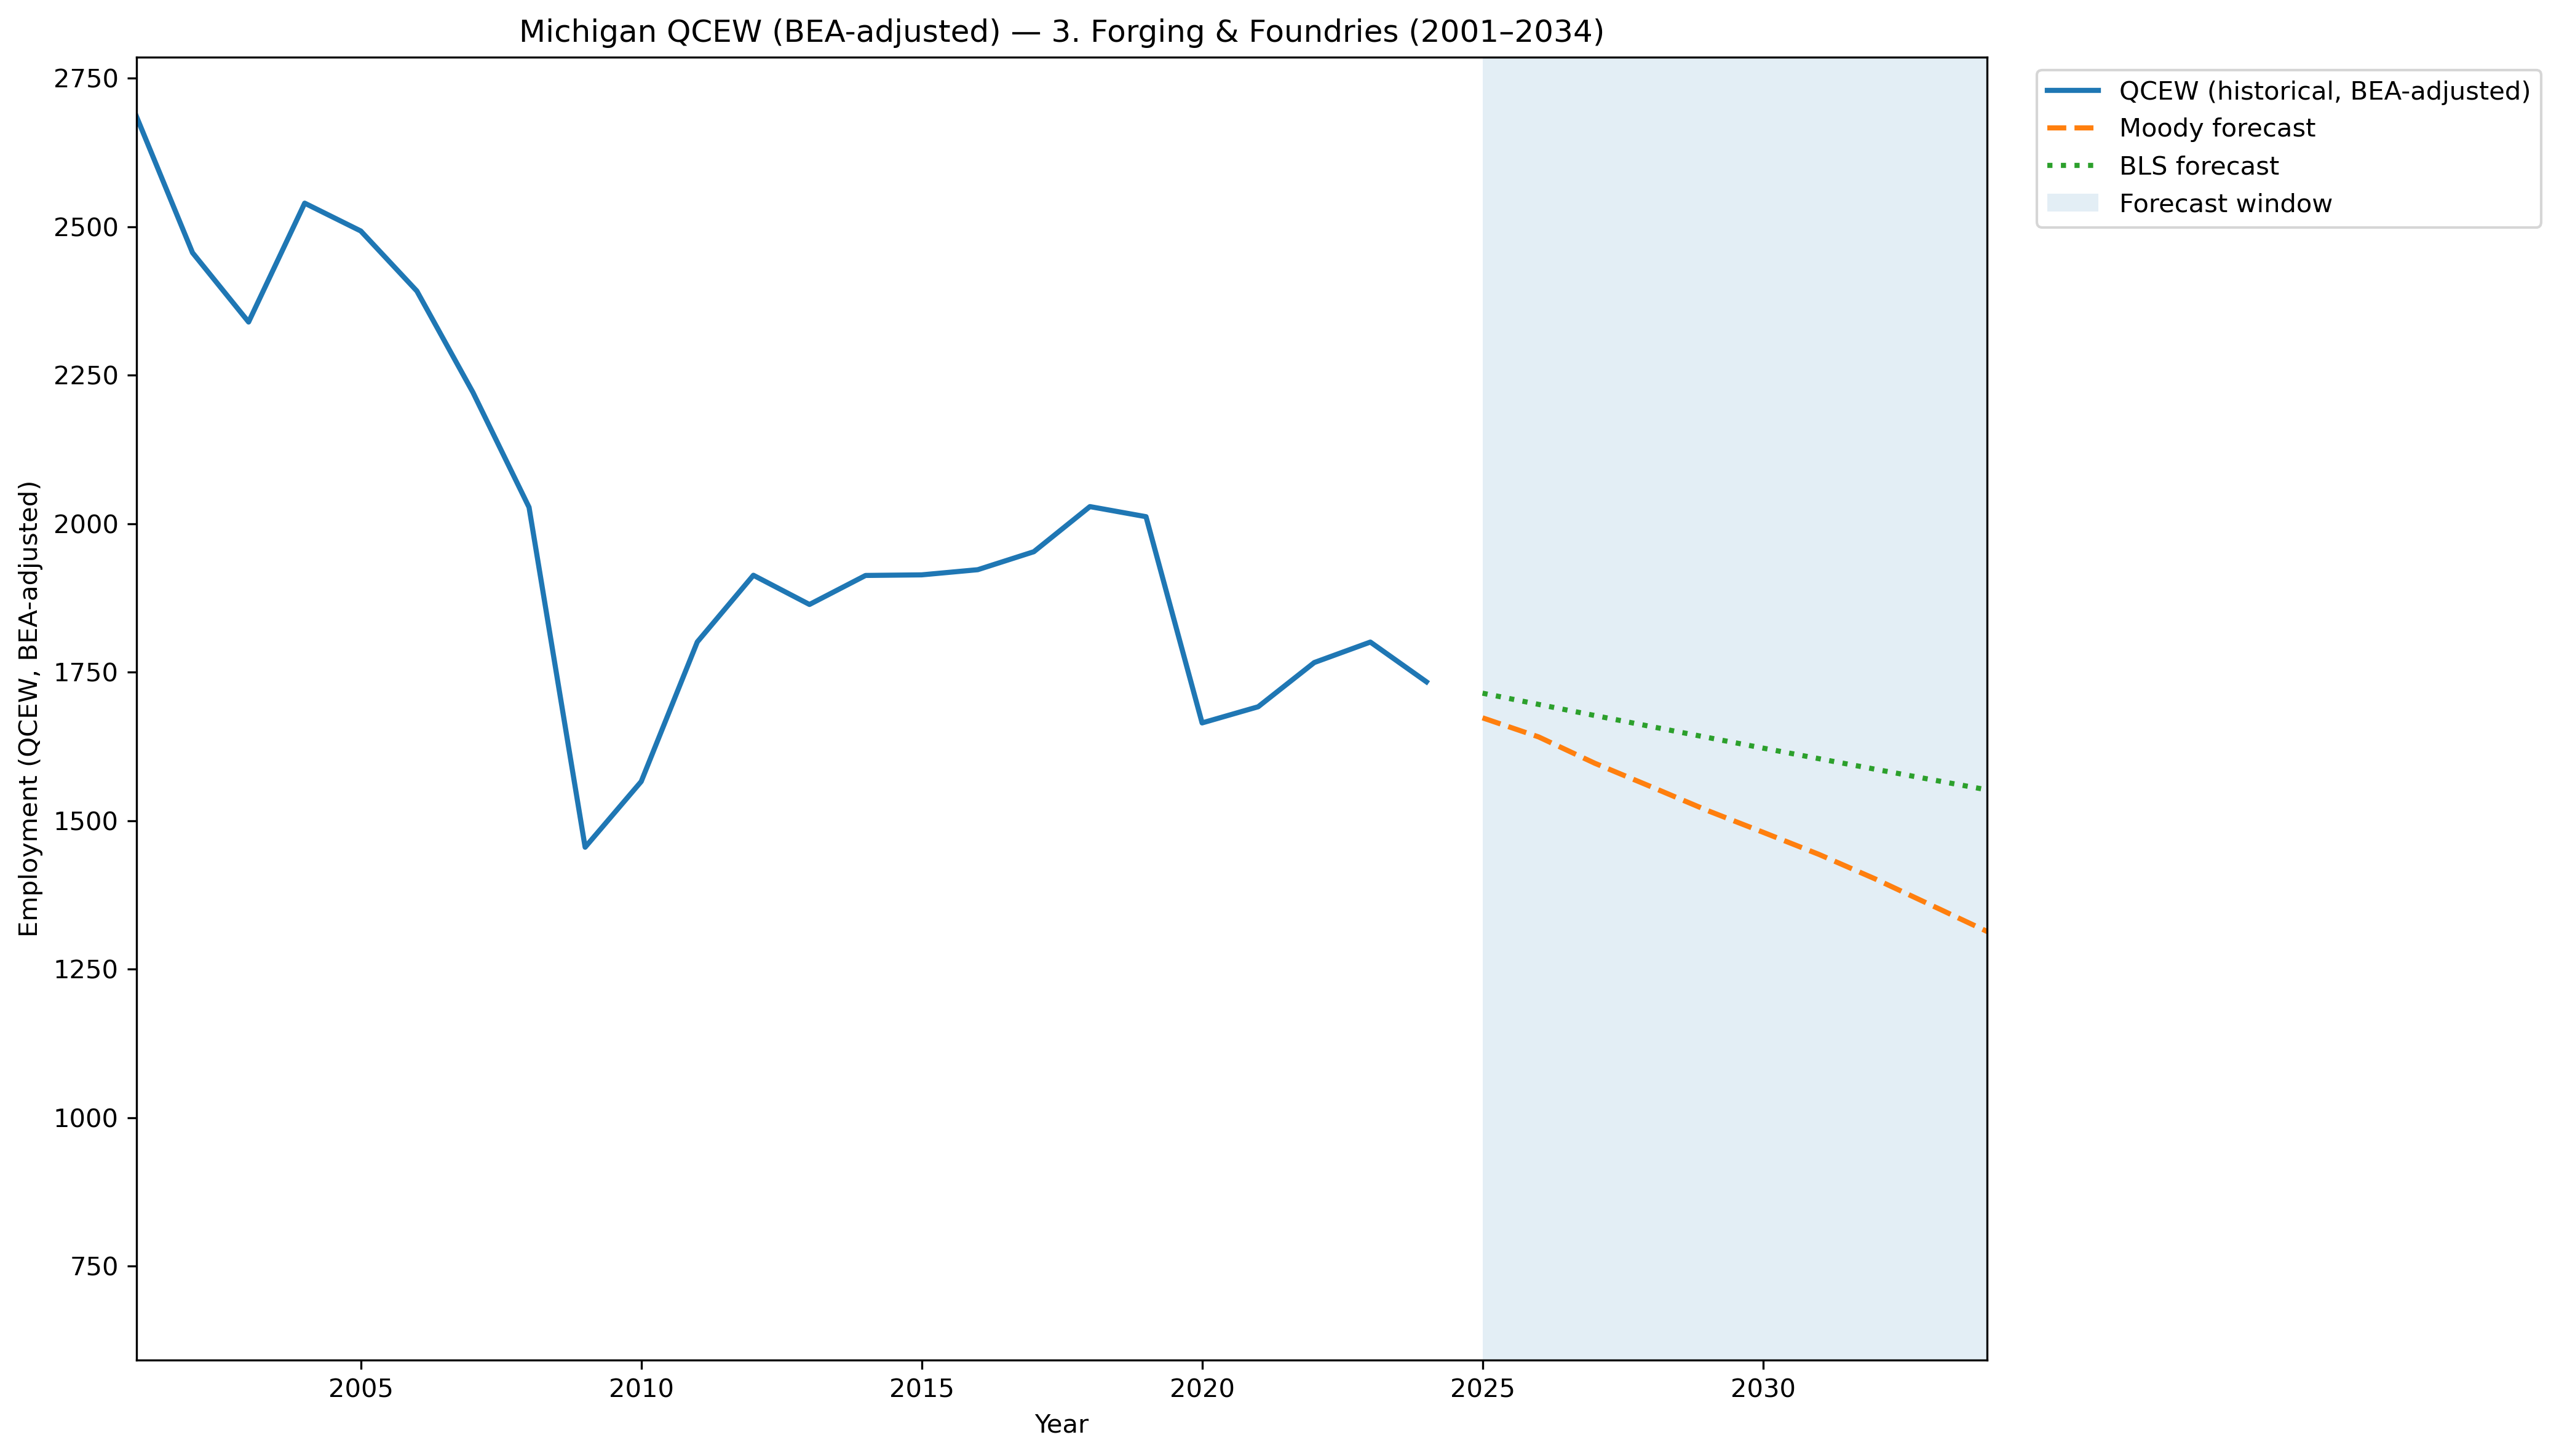 Michigan QCEW (BEA-adjusted) — 3. Forging & Foundries (2001–2034)
QCEW (historical, BEA-adjusted)
Moody forecast
BLS forecast
Forecast window
Employment (QCEW, BEA-adjusted)
2750
2500
2250
2000
1750
1500
1250
1000
750
2005 2010 2015 2020 2025 2030
Year